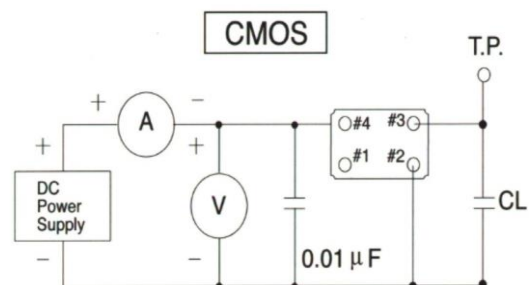 CMOS
T.P.
+ −
A
+
+
#4 #3
#1 #2
DC
Power
Supply
V
CL
−
−
0.01 μF